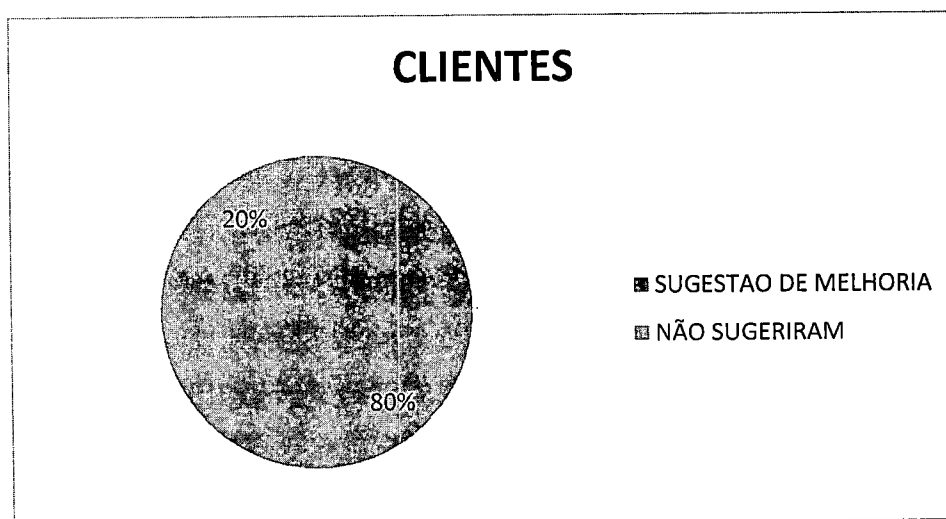 CLIENTES
20%
SUGESTAO DE MELHORIA
NÃO SUGERIRAM
80%